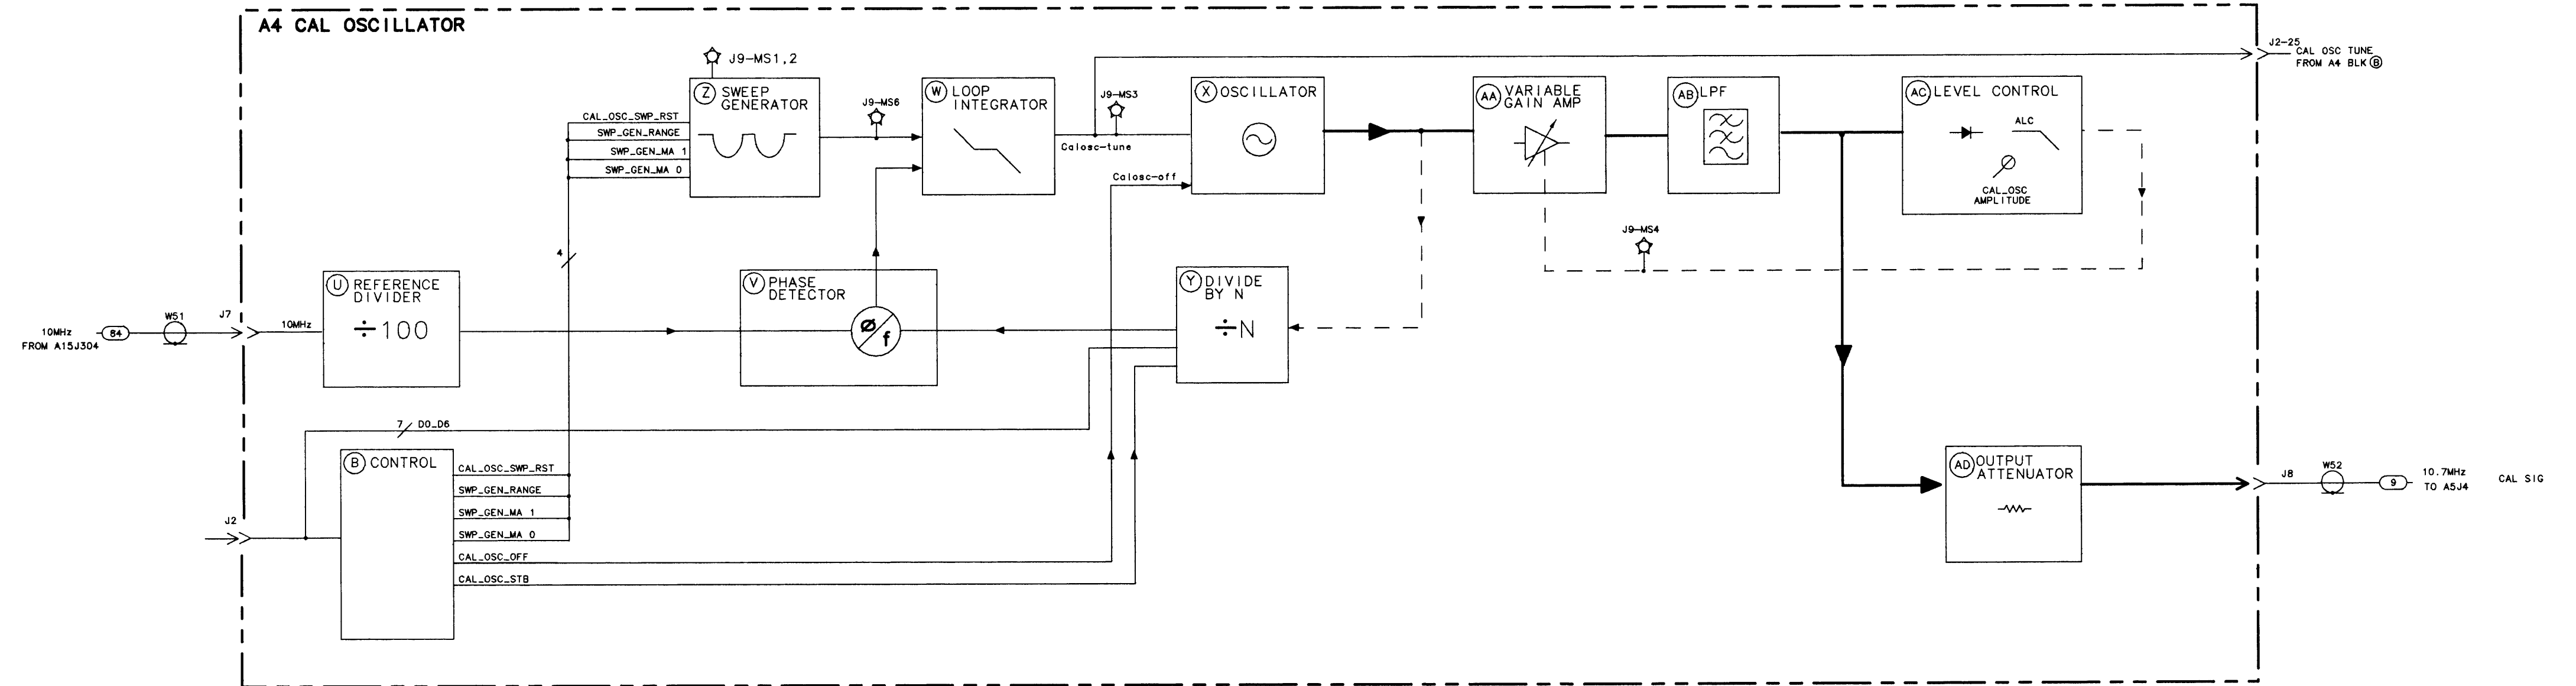 A4 CAL OSCILLATOR
J9-MS1,2
J2-25
CAL OSC TUNE
FROM A4 BLK B
Z SWEEP
GENERATOR
CAL_OSC_SWP_RST
SWP_GEN_RANGE
SWP_GEN_MA 1
SWP_GEN_MA 0
J9-MS6
W LOOP
INTEGRATOR
J9-MS3
Calosc-tune
Calosc-off
X OSCILLATOR
AA VARIABLE
GAIN AMP
AB LPF
AC LEVEL CONTROL
ALC
CAL_OSC
AMPLITUDE
J9-MS4
4
U REFERENCE
DIVIDER
÷100
V PHASE
DETECTOR
Ø
f
Y DIVIDE
BY N
÷N
10MHz
FROM A15J304
84
W51
J7
10MHz
7
D0_D6
B CONTROL
CAL_OSC_SWP_RST
SWP_GEN_RANGE
SWP_GEN_MA 1
SWP_GEN_MA 0
CAL_OSC_OFF
CAL_OSC_STB
J2
AD OUTPUT
ATTENUATOR
J8
W52
9
10.7MHz
TO A5J4
CAL SIG